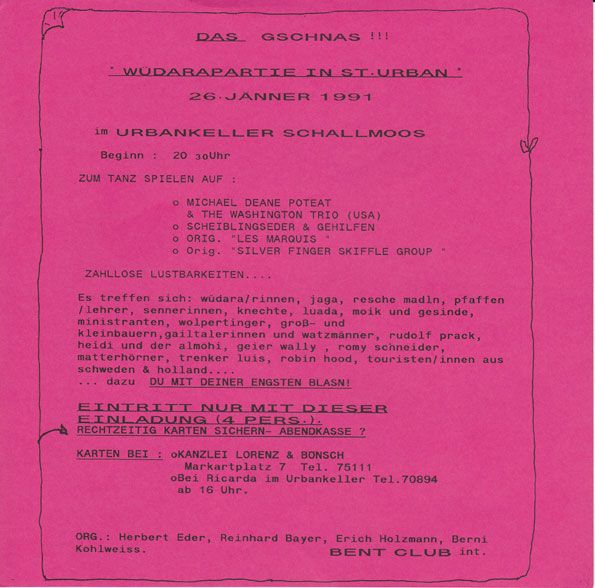 DAS GSCHNAS !!!
" WÜDARAPARTIE IN ST.URBAN "
26.JÄNNER 1991
im URBANKELLER SCHALLMOOS
Beginn : 20 30Uhr
ZUM TANZ SPIELEN AUF :
o MICHAEL DEANE POTEAT
& THE WASHINGTON TRIO (USA)
o SCHEIBLINGSEDER & GEHILFEN
o ORIG. "LES MARQUIS "
o Orig. "SILVER FINGER SKIFFLE GROUP "
ZAHLLOSE LUSTBARKEITEN....
Es treffen sich: wüdara/rinnen, jaga, resche madln, pfaffen
/lehrer, sennerinnen, knechte, luada, moik und gesinde,
ministranten, wolpertinger, groß- und
kleinbauern,gailtalerinnen und watzmänner, rudolf prack,
heidi und der almöhi, geier wally , romy schneider,
matterhörner, trenker luis, robin hood, touristen/innen aus
schweden & holland....
... dazu DU MIT DEINER ENGSTEN BLASN!
EINTRITT NUR MIT DIESER
EINLADUNG (4 PERS.).
RECHTZEITIG KARTEN SICHERN- ABENDKASSE ?
KARTEN BEI : oKANZLEI LORENZ & BONSCH
Markartplatz 7 Tel. 75111
oBei Ricarda im Urbankeller Tel.70894
ab 16 Uhr.
ORG.: Herbert Eder, Reinhard Bayer, Erich Holzmann, Berni
Kohlweiss. BENT CLUB int.